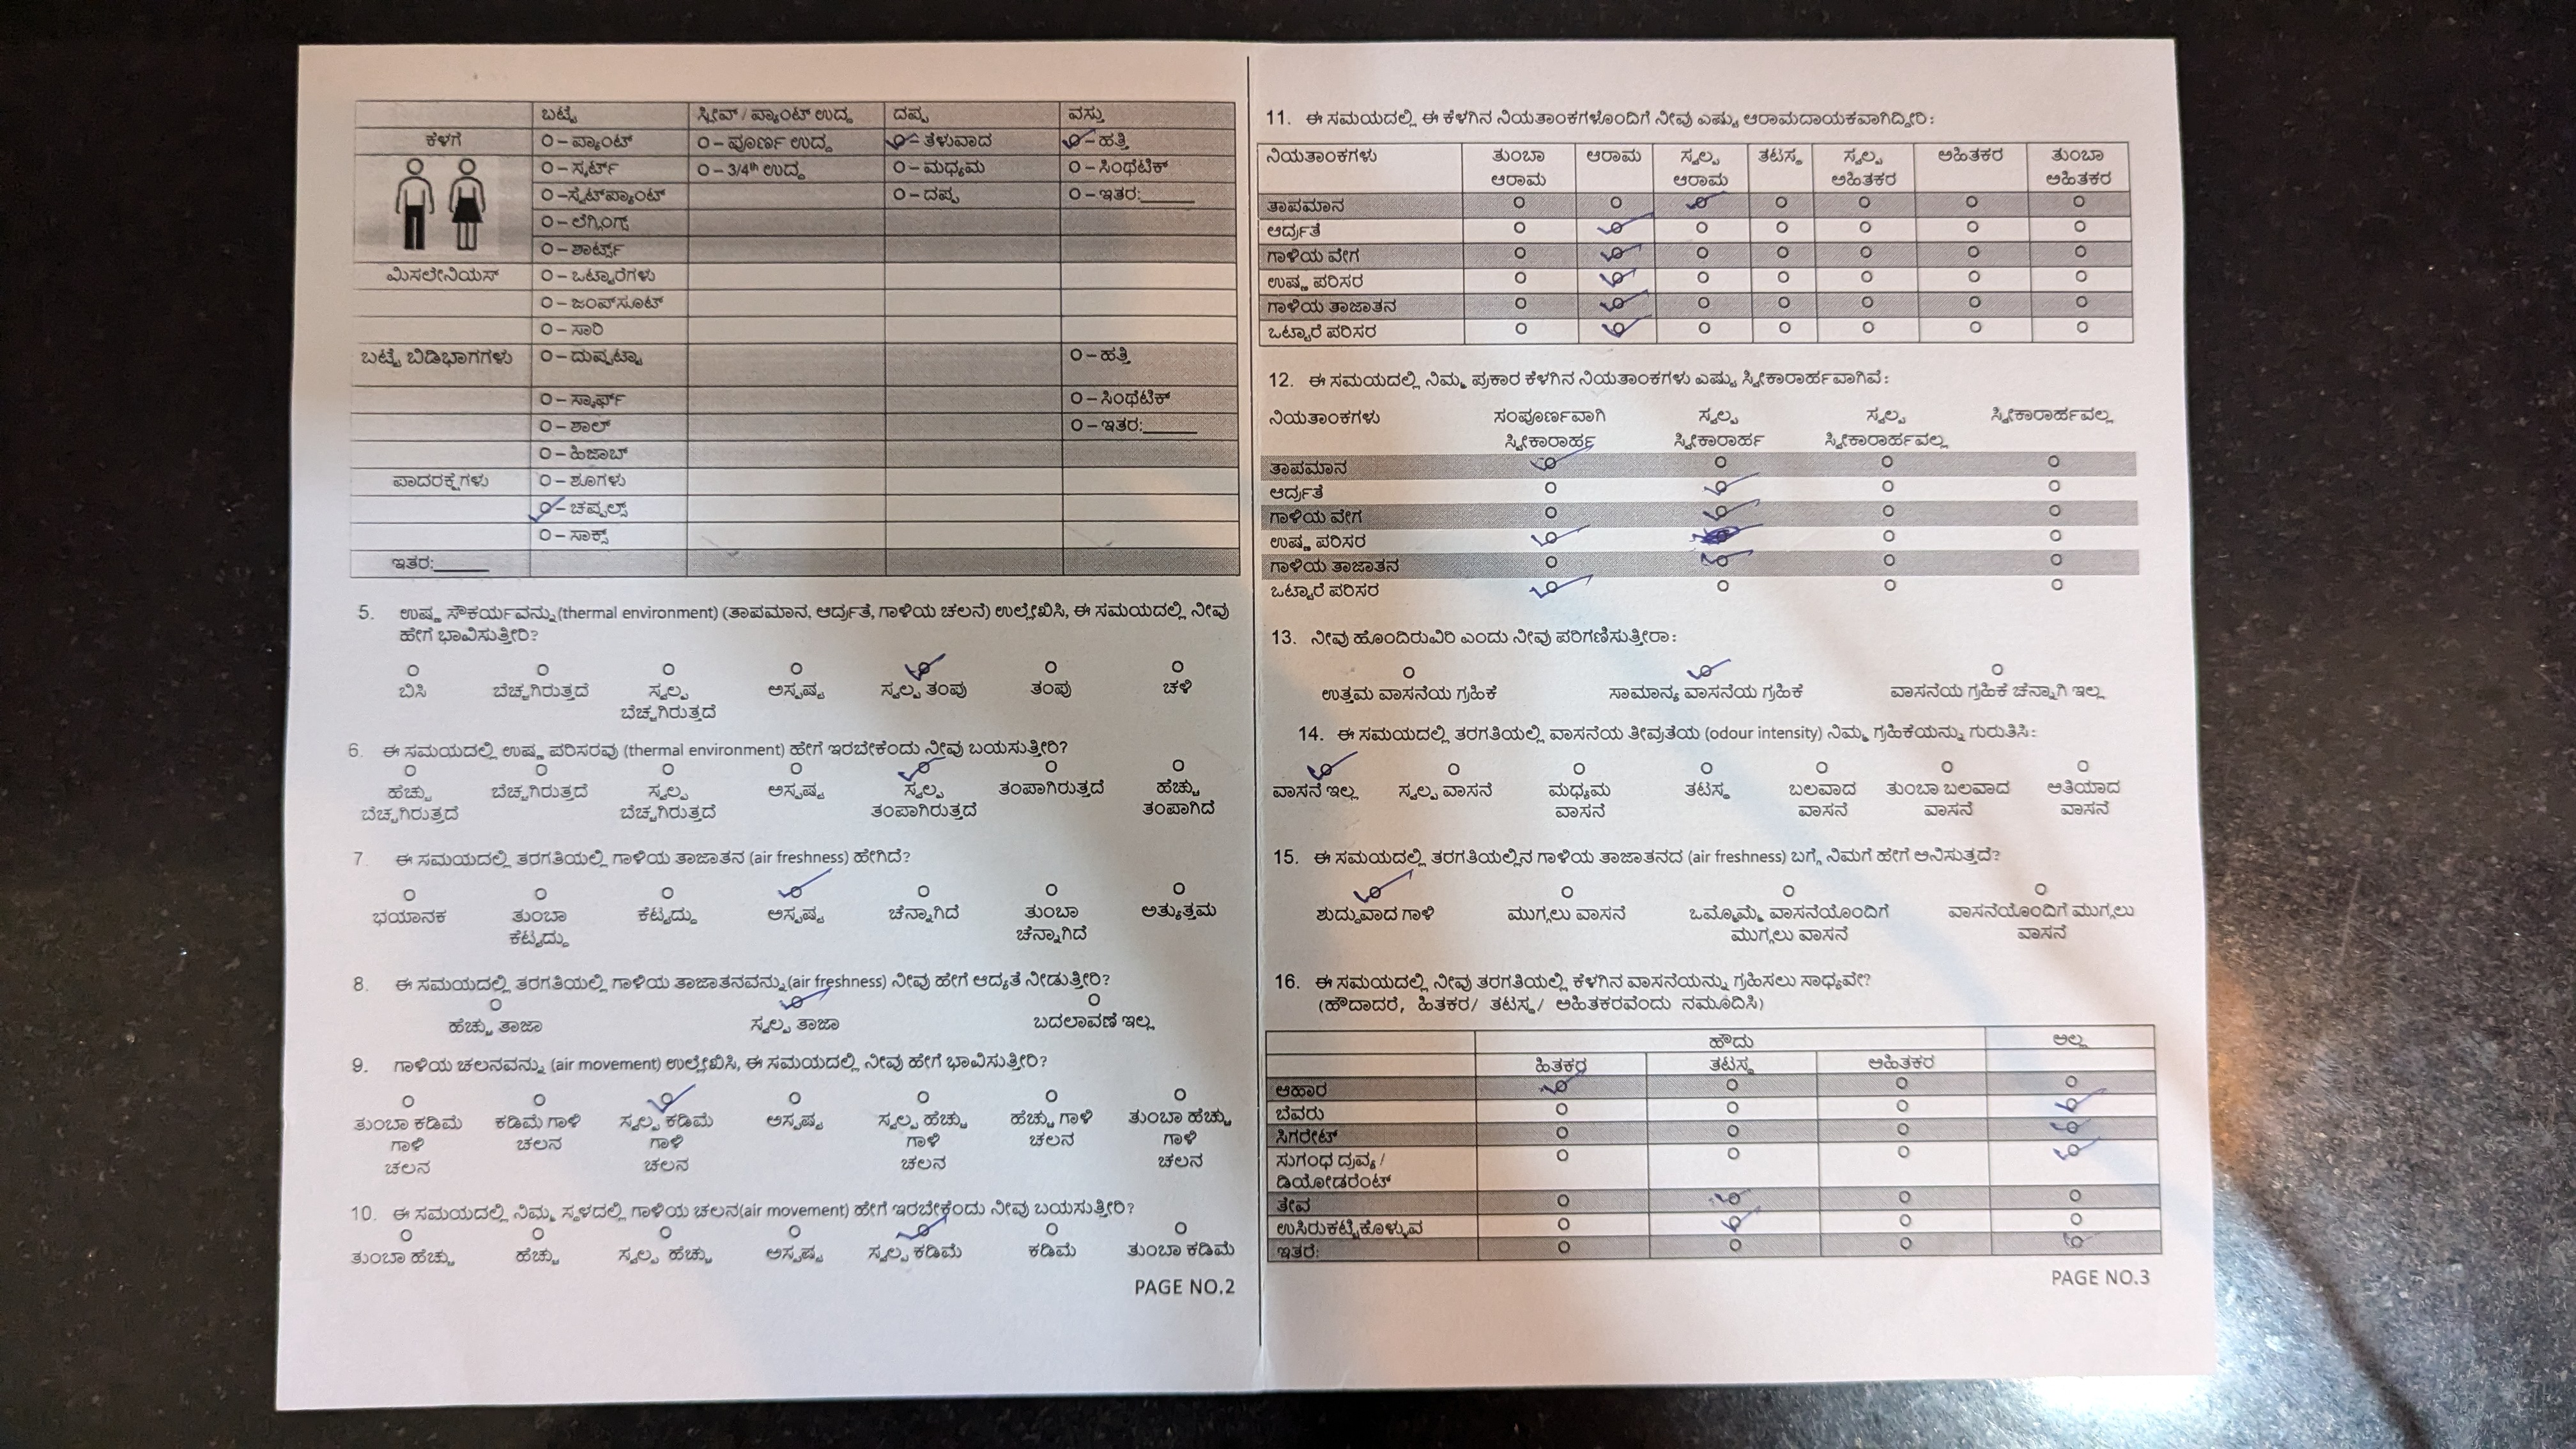 ಬಟ್ಟೆ ಸ್ಲೀವ್ / ಪ್ಯಾಂಟ್ ಉದ್ದ ದಪ್ಪ ವಸ್ತು
ಕೆಳಗೆ O – ಪ್ಯಾಂಟ್ O – ಪೂರ್ಣ ಉದ್ದ O – ತೆಳುವಾದ O – ಹತ್ತಿ
O – ಸ್ಕರ್ಟ್ O – 3/4th ಉದ್ದ O – ಮಧ್ಯಮ O – ಸಿಂಥೆಟಿಕ್
O –ಸ್ವೆಟ್‌ಪ್ಯಾಂಟ್ O – ದಪ್ಪ O – ಇತರ:______
O – ಲೆಗ್ಗಿಂಗ್ಸ್
O – ಶಾರ್ಟ್ಸ್
ಮಿಸಲೇನಿಯಸ್ O – ಒಟ್ಟಾರೆಗಳು
O – ಜಂಪ್‌ಸೂಟ್
O – ಸಾರಿ
ಬಟ್ಟೆ ಬಿಡಿಭಾಗಗಳು O – ದುಪ್ಪಟ್ಟಾ O – ಹತ್ತಿ
O – ಸ್ಕಾರ್ಫ್ O – ಸಿಂಥೆಟಿಕ್
O – ಶಾಲ್ O – ಇತರ:______
O – ಹಿಜಾಬ್
ಪಾದರಕ್ಷೆಗಳು O – ಶೂಗಳು
O – ಚಪ್ಪಲ್ಸ್
O – ಸಾಕ್ಸ್
ಇತರ:______
5. ಉಷ್ಣ ಸೌಕರ್ಯವನ್ನು (thermal environment) (ತಾಪಮಾನ, ಆರ್ದ್ರತೆ, ಗಾಳಿಯ ಚಲನೆ) ಉಲ್ಲೇಖಿಸಿ, ಈ ಸಮಯದಲ್ಲಿ ನೀವು
ಹೇಗೆ ಭಾವಿಸುತ್ತೀರಿ?
ಬಿಸಿ ಬೆಚ್ಚಗಿರುತ್ತದೆ ಸ್ವಲ್ಪ ಅಸ್ಪಷ್ಟ ಸ್ವಲ್ಪ ತಂಪು ತಂಪು ಚಳಿ
ಬೆಚ್ಚಗಿರುತ್ತದೆ
6. ಈ ಸಮಯದಲ್ಲಿ ಉಷ್ಣ ಪರಿಸರವು (thermal environment) ಹೇಗೆ ಇರಬೇಕೆಂದು ನೀವು ಬಯಸುತ್ತೀರಿ?
ಹೆಚ್ಚು ಬೆಚ್ಚಗಿರುತ್ತದೆ ಸ್ವಲ್ಪ ಅಸ್ಪಷ್ಟ ಸ್ವಲ್ಪ ತಂಪಾಗಿರುತ್ತದೆ ಹೆಚ್ಚು
ಬೆಚ್ಚಗಿರುತ್ತದೆ ಬೆಚ್ಚಗಿರುತ್ತದೆ ತಂಪಾಗಿರುತ್ತದೆ ತಂಪಾಗಿದೆ
7. ಈ ಸಮಯದಲ್ಲಿ ತರಗತಿಯಲ್ಲಿ ಗಾಳಿಯ ತಾಜಾತನ (air freshness) ಹೇಗಿದೆ?
ಭಯಾನಕ ತುಂಬಾ ಕೆಟ್ಟದ್ದು ಅಸ್ಪಷ್ಟ ಚೆನ್ನಾಗಿದೆ ತುಂಬಾ ಅತ್ಯುತ್ತಮ
ಕೆಟ್ಟದ್ದು ಚೆನ್ನಾಗಿದೆ
8. ಈ ಸಮಯದಲ್ಲಿ ತರಗತಿಯಲ್ಲಿ ಗಾಳಿಯ ತಾಜಾತನವನ್ನು (air freshness) ನೀವು ಹೇಗೆ ಆದ್ಯತೆ ನೀಡುತ್ತೀರಿ?
ಹೆಚ್ಚು ತಾಜಾ ಸ್ವಲ್ಪ ತಾಜಾ ಬದಲಾವಣೆ ಇಲ್ಲ
9. ಗಾಳಿಯ ಚಲನವನ್ನು (air movement) ಉಲ್ಲೇಖಿಸಿ, ಈ ಸಮಯದಲ್ಲಿ ನೀವು ಹೇಗೆ ಭಾವಿಸುತ್ತೀರಿ?
ತುಂಬಾ ಕಡಿಮೆ ಕಡಿಮೆ ಗಾಳಿ ಸ್ವಲ್ಪ ಕಡಿಮೆ ಅಸ್ಪಷ್ಟ ಸ್ವಲ್ಪ ಹೆಚ್ಚು ಹೆಚ್ಚು ಗಾಳಿ ತುಂಬಾ ಹೆಚ್ಚು
ಗಾಳಿ ಚಲನ ಗಾಳಿ ಗಾಳಿ ಚಲನ ಗಾಳಿ
ಚಲನ ಚಲನ ಚಲನ ಚಲನ
10. ಈ ಸಮಯದಲ್ಲಿ ನಿಮ್ಮ ಸ್ಥಳದಲ್ಲಿ ಗಾಳಿಯ ಚಲನ(air movement) ಹೇಗೆ ಇರಬೇಕೆಂದು ನೀವು ಬಯಸುತ್ತೀರಿ?
ತುಂಬಾ ಹೆಚ್ಚು ಹೆಚ್ಚು ಸ್ವಲ್ಪ ಹೆಚ್ಚು ಅಸ್ಪಷ್ಟ ಸ್ವಲ್ಪ ಕಡಿಮೆ ಕಡಿಮೆ ತುಂಬಾ ಕಡಿಮೆ
PAGE NO.2
11. ಈ ಸಮಯದಲ್ಲಿ ಈ ಕೆಳಗಿನ ನಿಯತಾಂಕಗಳೊಂದಿಗೆ ನೀವು ಎಷ್ಟು ಆರಾಮದಾಯಕವಾಗಿದ್ದೀರಿ:
ನಿಯತಾಂಕಗಳು ತುಂಬಾ ಆರಾಮ ಸ್ವಲ್ಪ ತಟಸ್ಥ ಸ್ವಲ್ಪ ಅಹಿತಕರ ತುಂಬಾ
ಆರಾಮ ಆರಾಮ ಅಹಿತಕರ ಅಹಿತಕರ
ತಾಪಮಾನ
ಆರ್ದ್ರತೆ
ಗಾಳಿಯ ವೇಗ
ಉಷ್ಣ ಪರಿಸರ
ಗಾಳಿಯ ತಾಜಾತನ
ಒಟ್ಟಾರೆ ಪರಿಸರ
12. ಈ ಸಮಯದಲ್ಲಿ ನಿಮ್ಮ ಪ್ರಕಾರ ಕೆಳಗಿನ ನಿಯತಾಂಕಗಳು ಎಷ್ಟು ಸ್ವೀಕಾರಾರ್ಹವಾಗಿವೆ:
ನಿಯತಾಂಕಗಳು ಸಂಪೂರ್ಣವಾಗಿ ಸ್ವಲ್ಪ ಸ್ವಲ್ಪ ಸ್ವೀಕಾರಾರ್ಹವಲ್ಲ
ಸ್ವೀಕಾರಾರ್ಹ ಸ್ವೀಕಾರಾರ್ಹ ಸ್ವೀಕಾರಾರ್ಹವಲ್ಲ
ತಾಪಮಾನ
ಆರ್ದ್ರತೆ
ಗಾಳಿಯ ವೇಗ
ಉಷ್ಣ ಪರಿಸರ
ಗಾಳಿಯ ತಾಜಾತನ
ಒಟ್ಟಾರೆ ಪರಿಸರ
13. ನೀವು ಹೊಂದಿರುವಿರಿ ಎಂದು ನೀವು ಪರಿಗಣಿಸುತ್ತೀರಾ:
ಉತ್ತಮ ವಾಸನೆಯ ಗ್ರಹಿಕೆ ಸಾಮಾನ್ಯ ವಾಸನೆಯ ಗ್ರಹಿಕೆ ವಾಸನೆಯ ಗ್ರಹಿಕೆ ಚೆನ್ನಾಗಿ ಇಲ್ಲ
14. ಈ ಸಮಯದಲ್ಲಿ ತರಗತಿಯಲ್ಲಿ ವಾಸನೆಯ ತೀವ್ರತೆಯ (odour intensity) ನಿಮ್ಮ ಗ್ರಹಿಕೆಯನ್ನು ಗುರುತಿಸಿ:
ವಾಸನೆ ಇಲ್ಲ ಸ್ವಲ್ಪ ವಾಸನೆ ಮಧ್ಯಮ ತಟಸ್ಥ ಬಲವಾದ ತುಂಬಾ ಬಲವಾದ ಅತಿಯಾದ
ವಾಸನೆ ವಾಸನೆ ವಾಸನೆ ವಾಸನೆ
15. ಈ ಸಮಯದಲ್ಲಿ ತರಗತಿಯಲ್ಲಿನ ಗಾಳಿಯ ತಾಜಾತನದ (air freshness) ಬಗ್ಗೆ ನಿಮಗೆ ಹೇಗೆ ಅನಿಸುತ್ತದೆ?
ಶುದ್ಧವಾದ ಗಾಳಿ ಮುಗ್ಗಲು ವಾಸನೆ ಒಮ್ಮೊಮ್ಮೆ ವಾಸನೆಯೊಂದಿಗೆ ವಾಸನೆಯೊಂದಿಗೆ ಮುಗ್ಗಲು
ಮುಗ್ಗಲು ವಾಸನೆ ವಾಸನೆ
16. ಈ ಸಮಯದಲ್ಲಿ ನೀವು ತರಗತಿಯಲ್ಲಿ ಕೆಳಗಿನ ವಾಸನೆಯನ್ನು ಗ್ರಹಿಸಲು ಸಾಧ್ಯವೇ?
(ಹೌದಾದರೆ, ಹಿತಕರ/ ತಟಸ್ಥ/ ಅಹಿತಕರವೆಂದು ನಮೂದಿಸಿ)
ಹೌದು ಅಲ್ಲ
ಹಿತಕರ ತಟಸ್ಥ ಅಹಿತಕರ
ಆಹಾರ
ಬೆವರು
ಸಿಗರೇಟ್
ಸುಗಂಧ ದ್ರವ್ಯ /
ಡಿಯೋಡರೆಂಟ್
ತೇವ
ಉಸಿರುಕಟ್ಟಿಕೊಳ್ಳುವ
ಇತರೆ:
PAGE NO.3